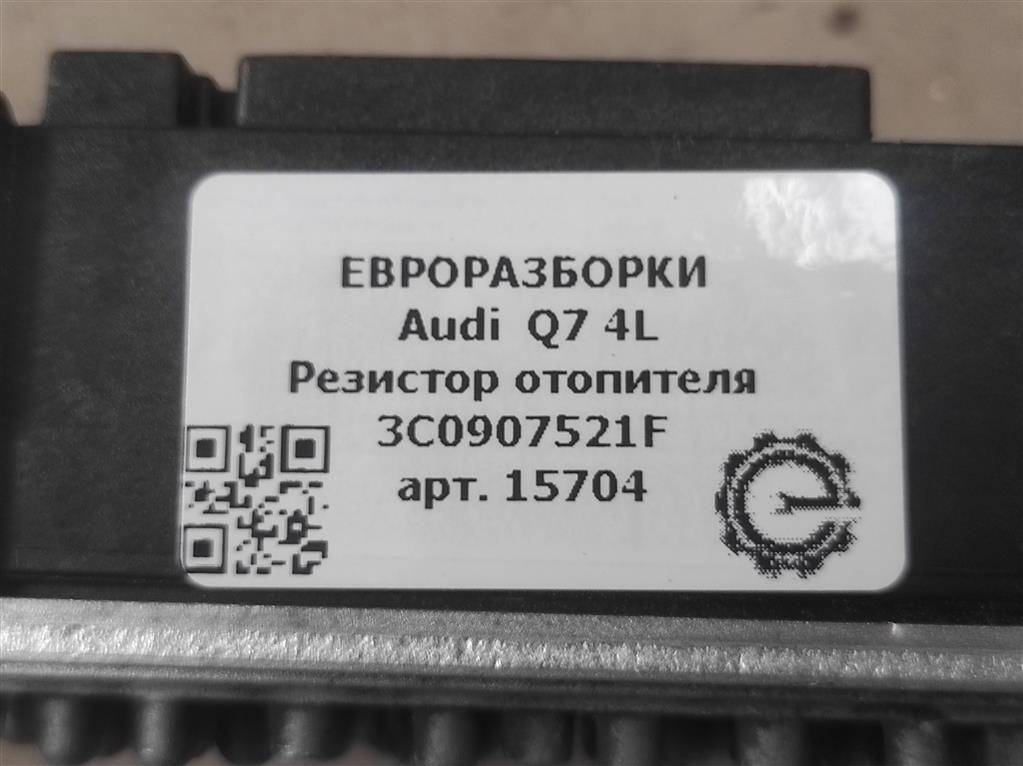 ЕВРОРАЗБОРКИ
Audi Q7 4L
Резистор отопителя
3C0907521F
арт. 15704